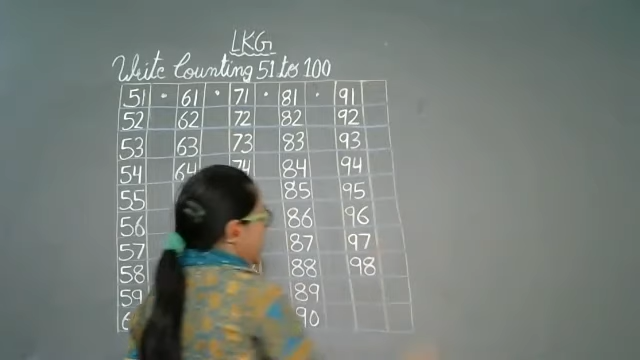 LKG
Write Counting 51 to 100
51 61 71 81 91
52 62 72 82 92
53 63 73 83 93
54 64 74 84 94
55 85 95
56 86 96
57 87 97
58 88 98
59 89
90